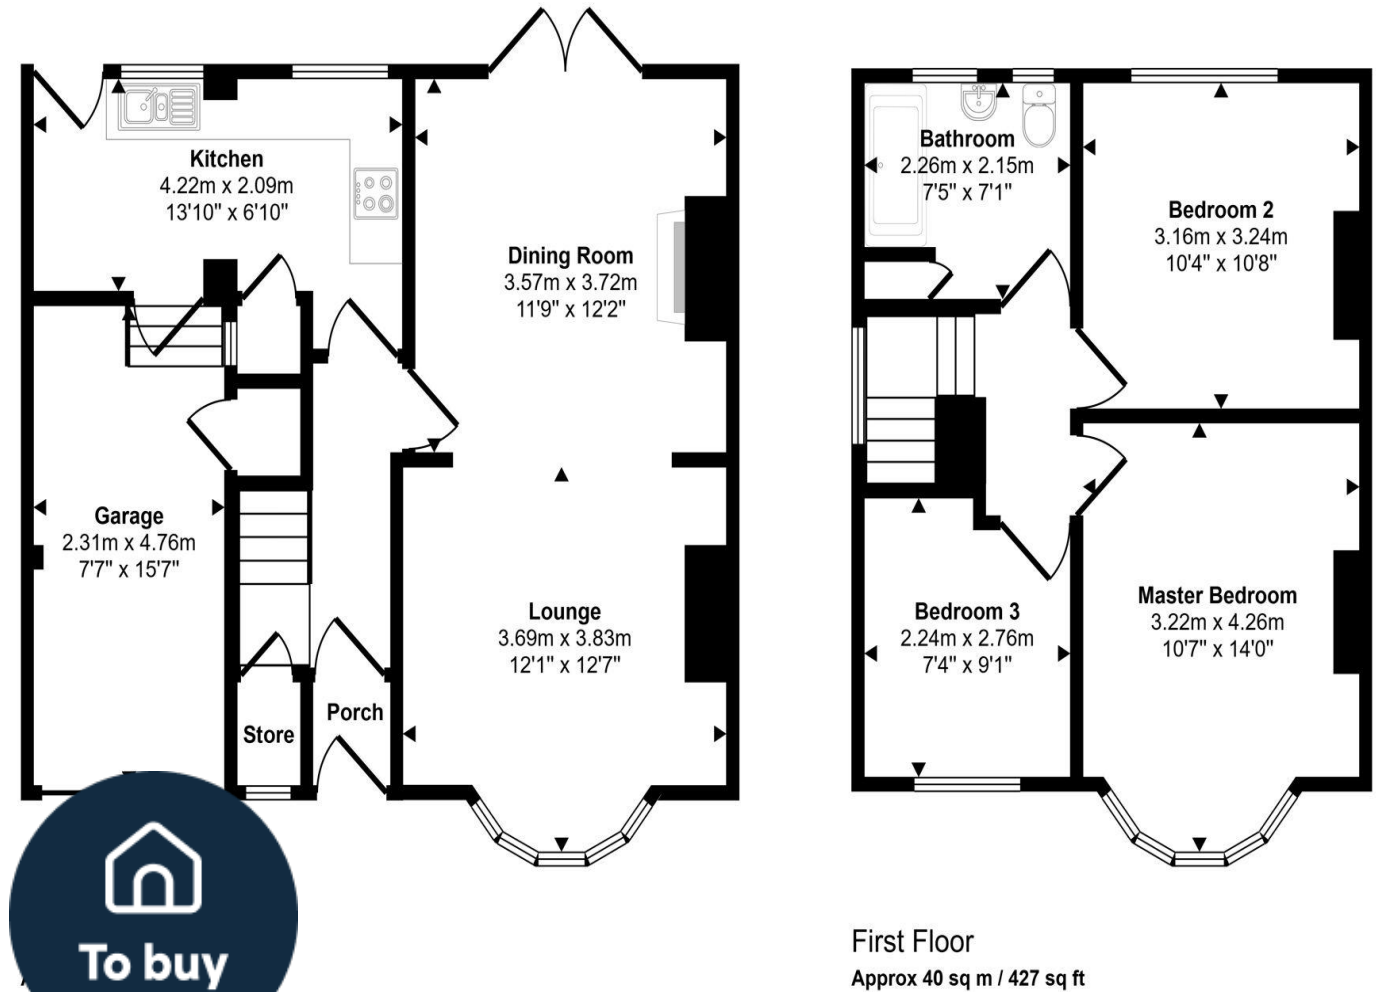 Kitchen
4.22m x 2.09m
13'10" x 6'10"
Dining Room
3.57m x 3.72m
11'9" x 12'2"
Garage
2.31m x 4.76m
7'7" x 15'7"
Lounge
3.69m x 3.83m
12'1" x 12'7"
Store
Porch
Bathroom
2.26m x 2.15m
7'5" x 7'1"
Bedroom 2
3.16m x 3.24m
10'4" x 10'8"
Bedroom 3
2.24m x 2.76m
7'4" x 9'1"
Master Bedroom
3.22m x 4.26m
10'7" x 14'0"
To buy
First Floor
Approx 40 sq m / 427 sq ft